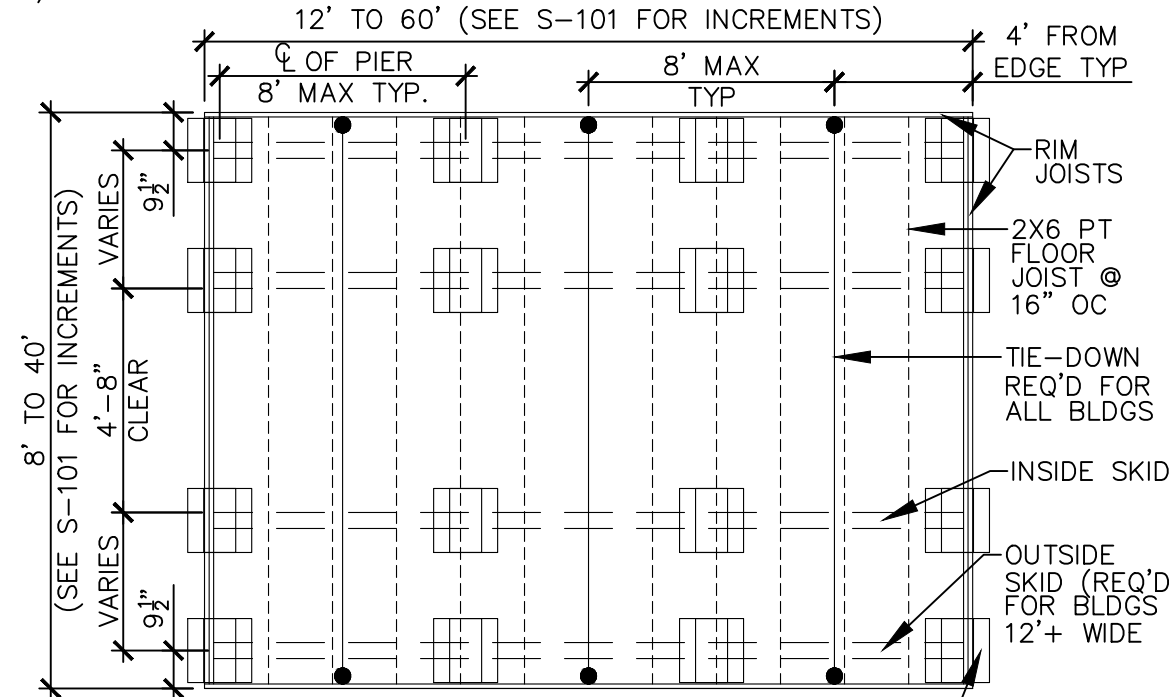 12' TO 60' (SEE S-101 FOR INCREMENTS)
℄ OF PIER
8' MAX TYP.
8' MAX
TYP
4' FROM
EDGE TYP
RIM
JOISTS
2X6 PT
FLOOR
JOIST @
16" OC
TIE-DOWN
REQ'D FOR
ALL BLDGS
INSIDE SKID
OUTSIDE
SKID (REQ'D
FOR BLDGS
12'+ WIDE
8' TO 40'
(SEE S-101 FOR INCREMENTS)
VARIES
9½"
4'-8"
CLEAR
VARIES
9½"